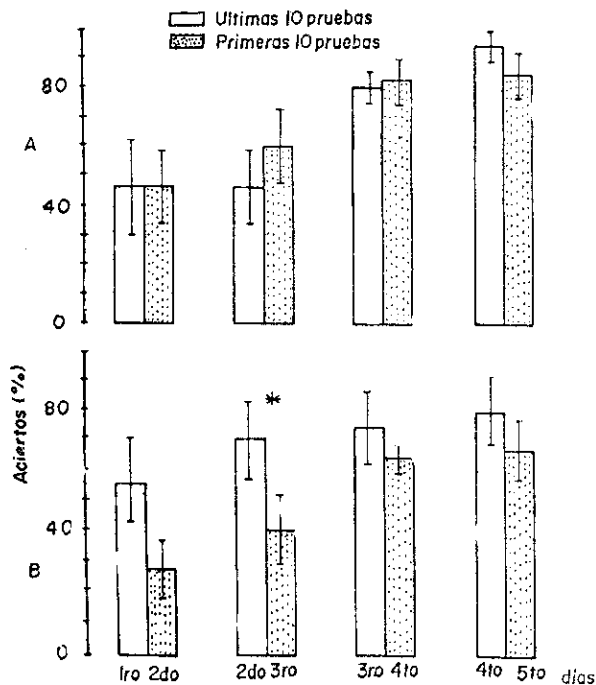 Ultimas 10 pruebas
Primeras 10 pruebas
80
A
40
0
Aciertos (%)
80
*
40
B
0
1ro 2do 2do 3ro 3ro 4to 4to 5to días